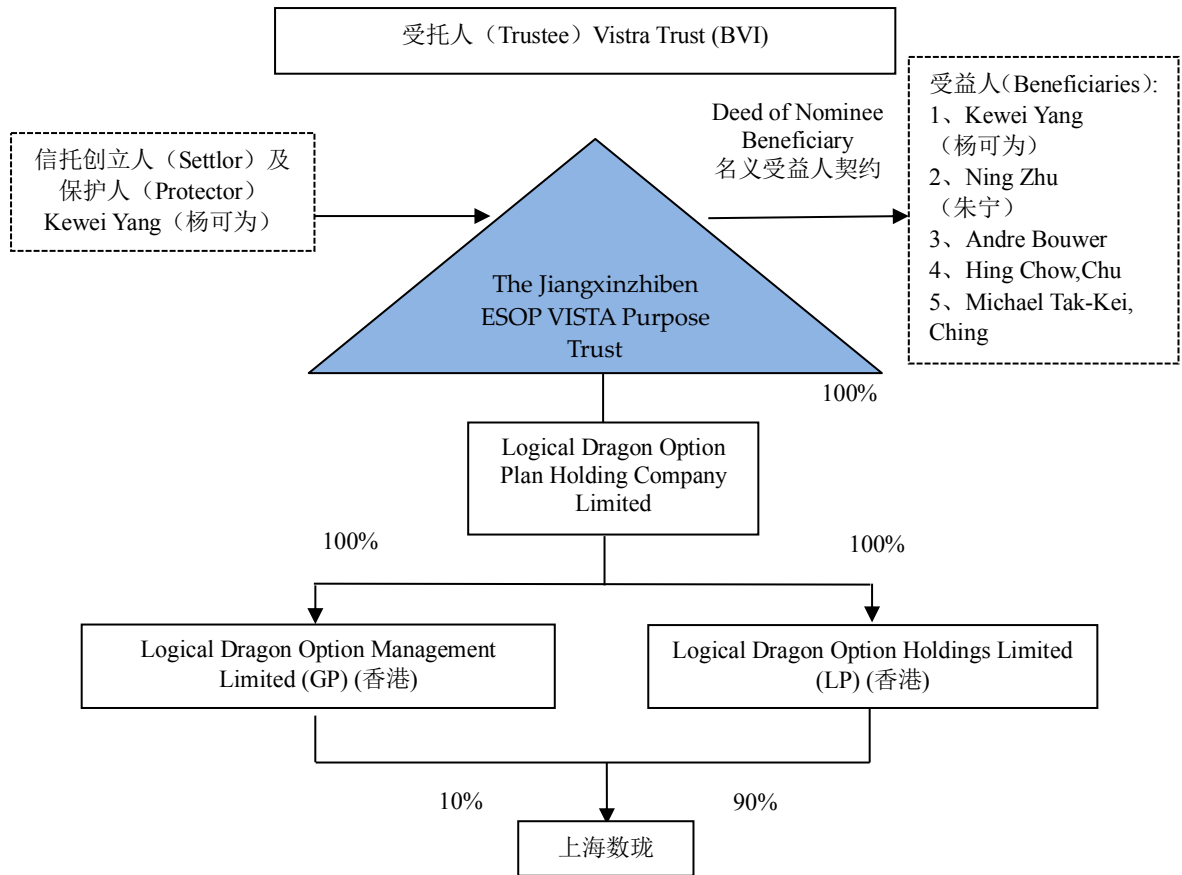 受托人（Trustee）Vistra Trust (BVI)
信托创立人（Settlor）及
保护人（Protector）
Kewei Yang（杨可为）
Deed of Nominee
Beneficiary
名义受益人契约
受益人（Beneficiaries）:
1、Kewei Yang
（杨可为）
2、Ning Zhu
（朱宁）
3、Andre Bouwer
4、Hing Chow,Chu
5、Michael Tak-Kei,
Ching
The Jiangxinzhiben
ESOP VISTA Purpose
Trust
100%
Logical Dragon Option
Plan Holding Company
Limited
100%
100%
Logical Dragon Option Management
Limited (GP) (香港)
Logical Dragon Option Holdings Limited
(LP) (香港)
10%
90%
上海数珑